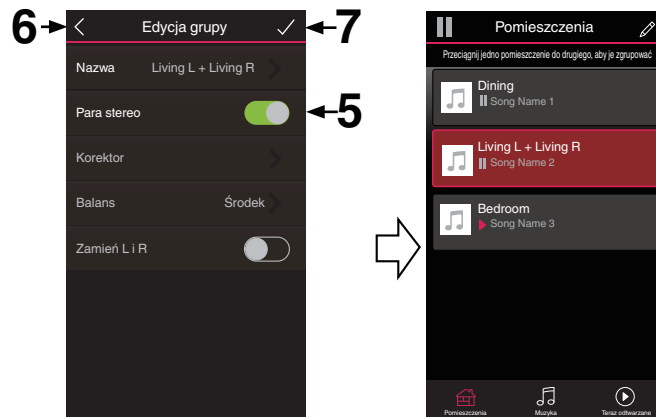 6
Edycja grupy
7
Nazwa Living L + Living R
Para stereo
5
Korektor
Balans Środek
Zamień L i R
Pomieszczenia
Przeciągnij jedno pomieszczenie do drugiego, aby je zgrupować
Dining
Song Name 1
Living L + Living R
Song Name 2
Bedroom
Song Name 3
Pomieszczenia Muzyka Teraz odtwarzane